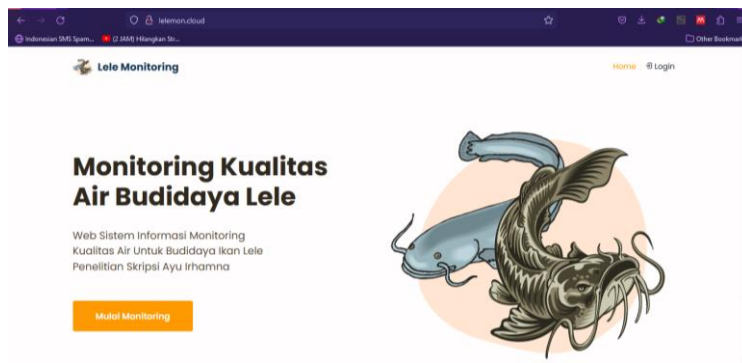 lelemon.cloud
Indonesian SMS Spam...
(2 JAM) Hilangkan Str...
Other Bookmark
Lele Monitoring
Home
Login
Monitoring Kualitas
Air Budidaya Lele
Web Sistem Informasi Monitoring
Kualitas Air Untuk Budidaya Ikan Lele
Penelitian Skripsi Ayu Irhamna
Mulai Monitoring